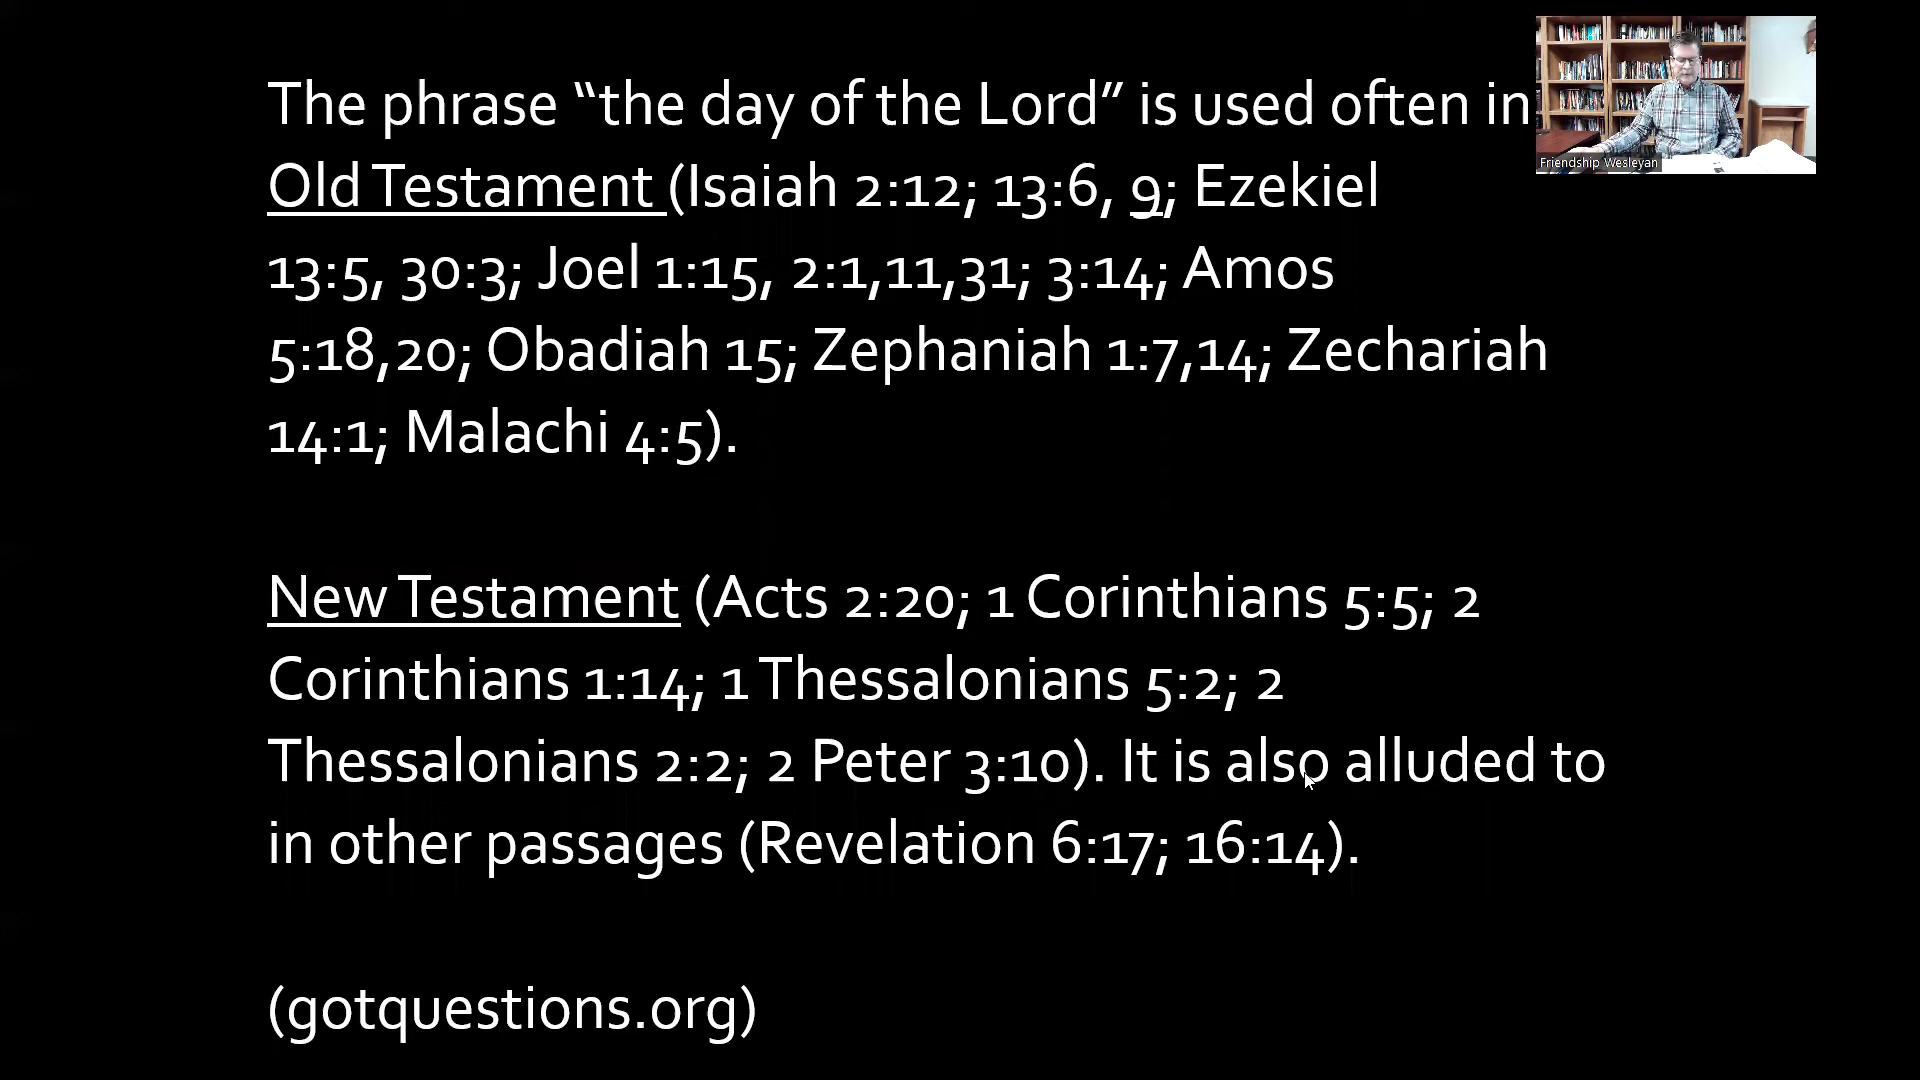 The phrase “the day of the Lord” is used often in
Old Testament (Isaiah 2:12; 13:6, 9; Ezekiel
13:5, 30:3; Joel 1:15, 2:1,11,31; 3:14; Amos
5:18,20; Obadiah 15; Zephaniah 1:7,14; Zechariah
14:1; Malachi 4:5).
New Testament (Acts 2:20; 1 Corinthians 5:5; 2
Corinthians 1:14; 1 Thessalonians 5:2; 2
Thessalonians 2:2; 2 Peter 3:10). It is also alluded to
in other passages (Revelation 6:17; 16:14).
(gotquestions.org)
Friendship Wesleyan